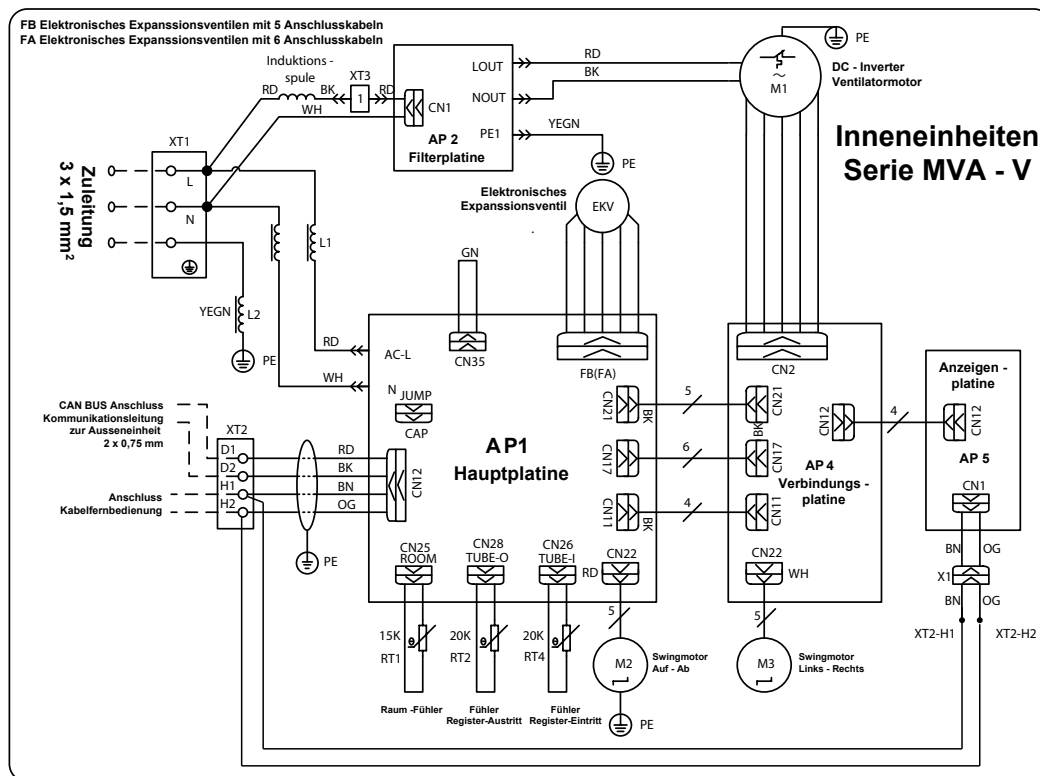 FB Elektronisches Expanssionsventilen mit 5 Anschlusskabeln
FA Elektronisches Expanssionsventilen mit 6 Anschlusskabeln
Induktions -
spule
RD
BK
XT3
1
RD
WH
CN1
LOUT
NOUT
PE1
AP 2
Filterplatine
RD
BK
YEGN
PE
M1
PE
DC - Inverter
Ventilatormotor
Inneneinheiten
Serie MVA - V
XT1
L
N
Zuleitung
3 x 1,5 mm²
L1
YEGN
L2
PE
Elektronisches
Expanssionsventil
EKV
GN
CN35
FB(FA)
RD
WH
AC-L
N
JUMP
CAP
AP1
Hauptplatine
CN21
BK
5
CN21
BK
CN17
6
CN17
CN11
BK
4
CN11
CN2
AP 4
Verbindungs -
platine
CN12
4
CN12
Anzeigen -
platine
AP 5
CN1
BN
OG
X1
BN
OG
XT2-H1
XT2-H2
CAN BUS Anschluss
Kommunikationsleitung
zur Ausseneinheit
2 x 0,75 mm
Anschluss
Kabelfernbedienung
XT2
D1
D2
H1
H2
RD
BK
BN
OG
CN12
PE
CN25
ROOM
CN28
TUBE-O
CN26
TUBE-I
RD
CN22
CN22
WH
15K
θ
RT1
20K
θ
RT2
20K
θ
RT4
5
M2
Swingmotor
Auf - Ab
PE
5
M3
Swingmotor
Links - Rechts
Raum -Fühler
Fühler
Register-Austritt
Fühler
Register-Eintritt